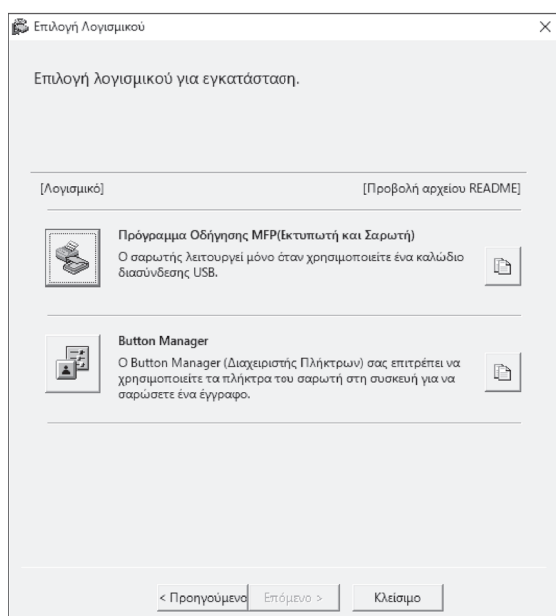 Επιλογή Λογισμικού
Επιλογή λογισμικού για εγκατάσταση.
[Λογισμικό] [Προβολή αρχείου README]
Πρόγραμμα Οδήγησης MFP(Εκτυπωτή και Σαρωτή)
Ο σαρωτής λειτουργεί μόνο όταν χρησιμοποιείτε ένα καλώδιο
διασύνδεσης USB.
Button Manager
Ο Button Manager (Διαχειριστής Πλήκτρων) σας επιτρέπει να
χρησιμοποιείτε τα πλήκτρα του σαρωτή στη συσκευή για να
σαρώσετε ένα έγγραφο.
< Προηγούμενο Επόμενο > Κλείσιμο